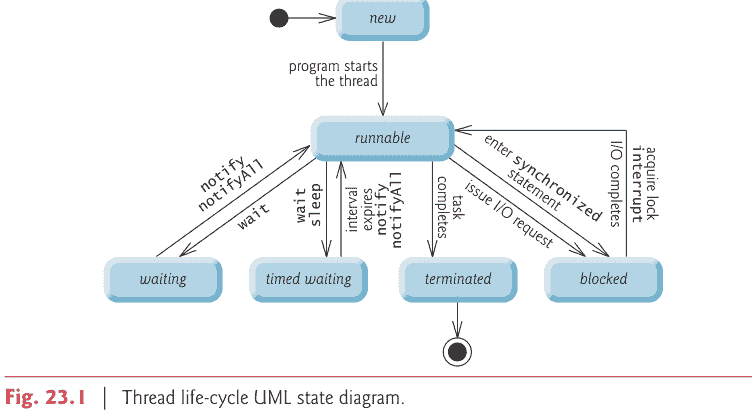 new
program starts
the thread
runnable
notify
notifyAll
wait
wait
sleep
interval
expires
notify
notifyAll
task
completes
enter synchronized
statement
issue I/O request
I/O completes
interrupt
acquire lock
waiting
timed waiting
terminated
blocked
Fig. 23.1 | Thread life-cycle UML state diagram.